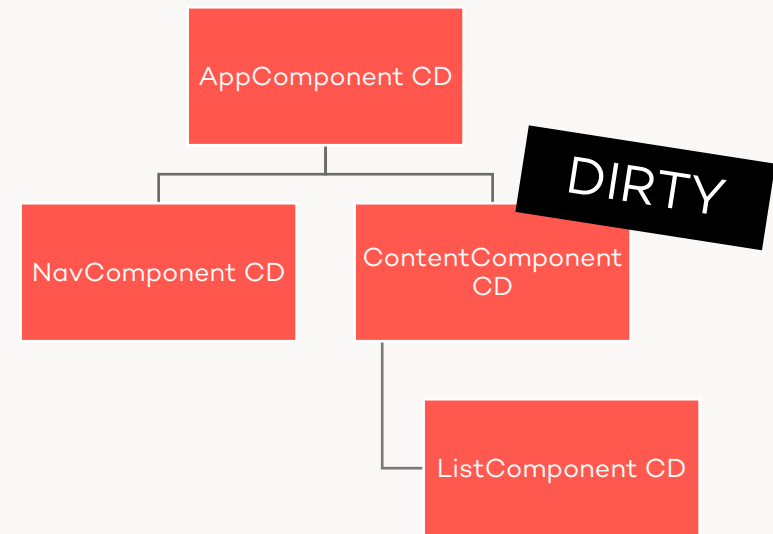 AppComponent CD
DIRTY
NavComponent CD
ContentComponent
CD
ListComponent CD